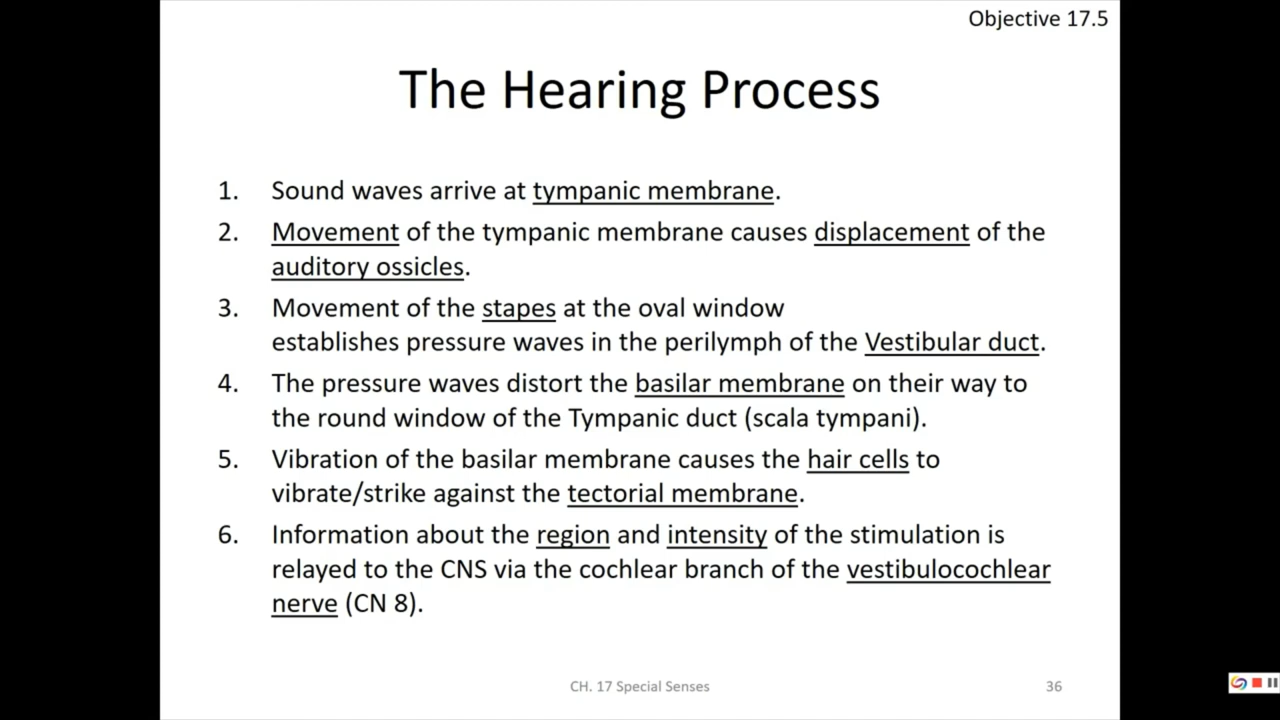 Objective 17.5
The Hearing Process
1. Sound waves arrive at tympanic membrane.
2. Movement of the tympanic membrane causes displacement of the
auditory ossicles.
3. Movement of the stapes at the oval window
establishes pressure waves in the perilymph of the Vestibular duct.
4. The pressure waves distort the basilar membrane on their way to
the round window of the Tympanic duct (scala tympani).
5. Vibration of the basilar membrane causes the hair cells to
vibrate/strike against the tectorial membrane.
6. Information about the region and intensity of the stimulation is
relayed to the CNS via the cochlear branch of the vestibulocochlear
nerve (CN 8).
CH. 17 Special Senses
36